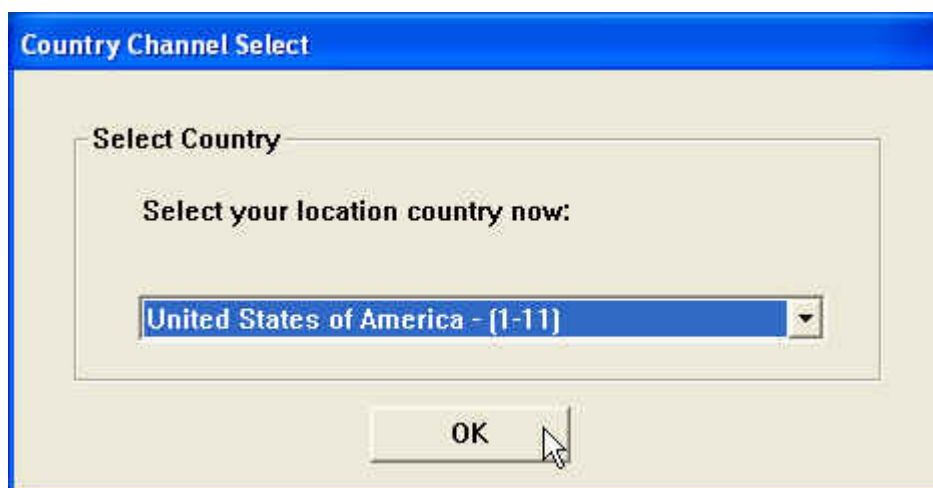 Country Channel Select
Select Country
Select your location country now:
United States of America - (1-11)
OK